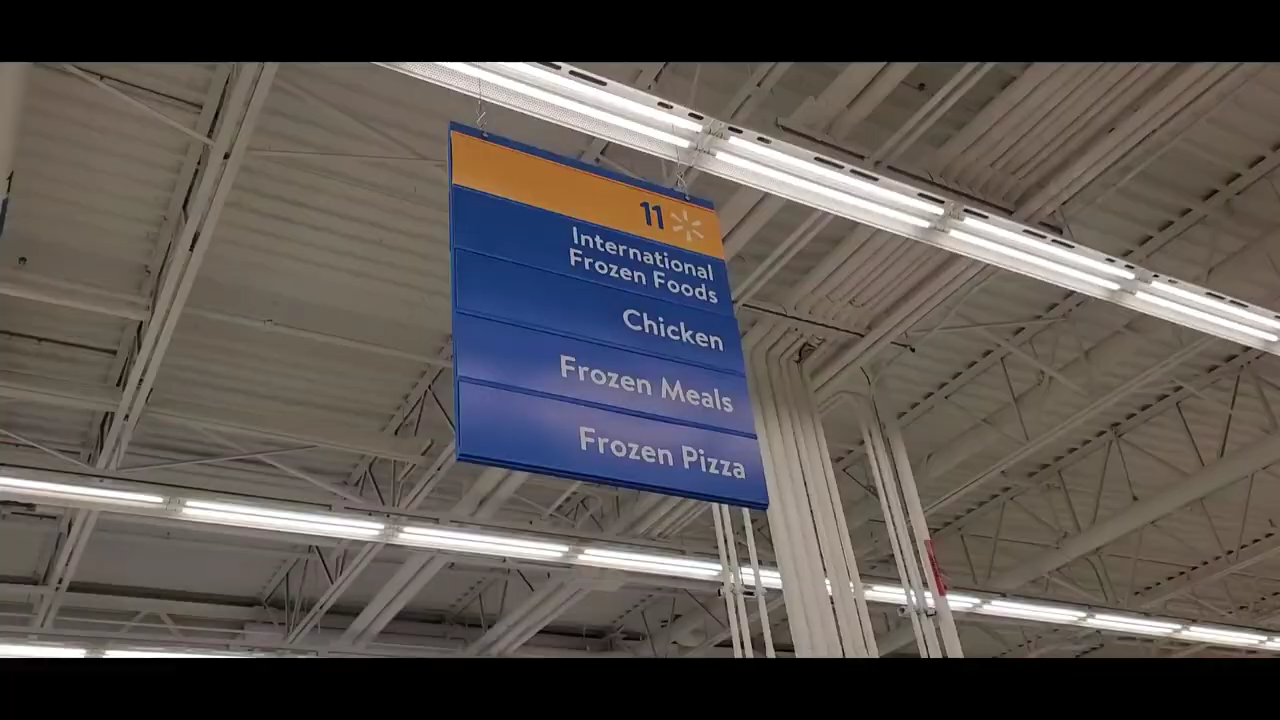 11
International
Frozen Foods
Chicken
Frozen Meals
Frozen Pizza